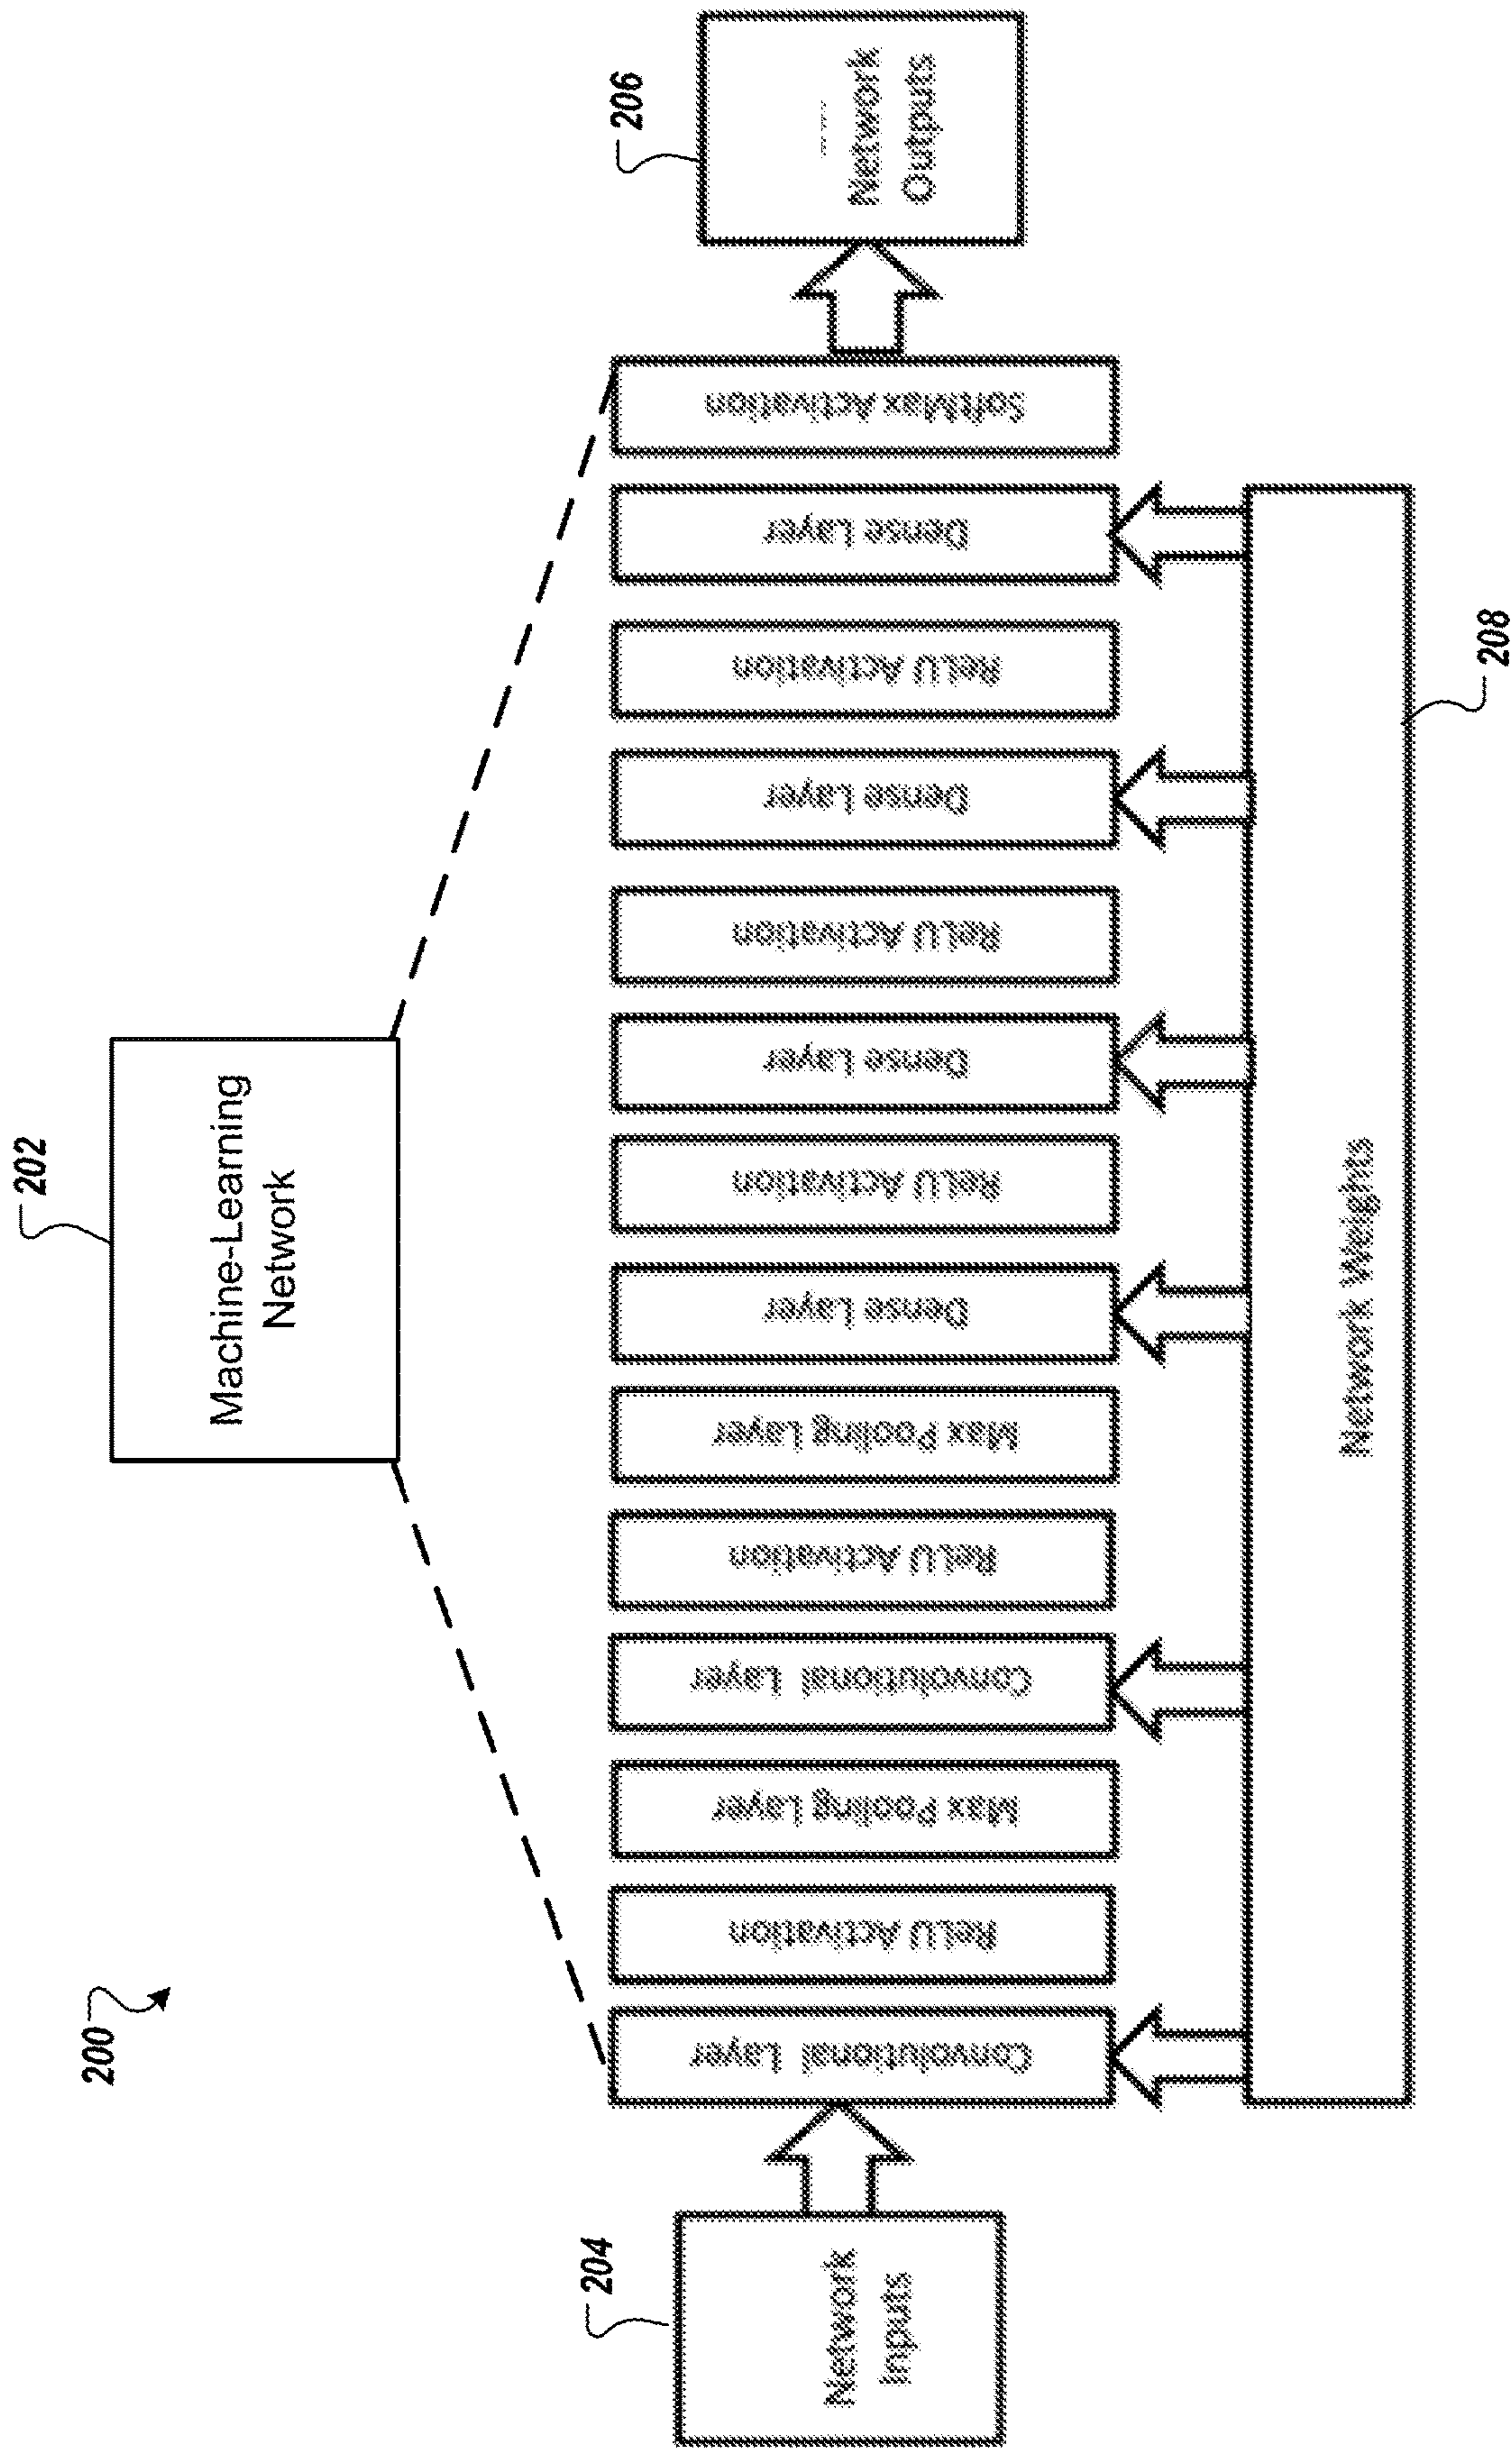 200
202
Machine-Learning
Network
204
Network
Inputs
Convolutional Layer
ReLU Activation
Max Pooling Layer
Convolutional Layer
ReLU Activation
Max Pooling Layer
Dense Layer
ReLU Activation
Dense Layer
ReLU Activation
Dense Layer
ReLU Activation
Dense Layer
SoftMax Activation
206
Network
Outputs
Network Weights
208